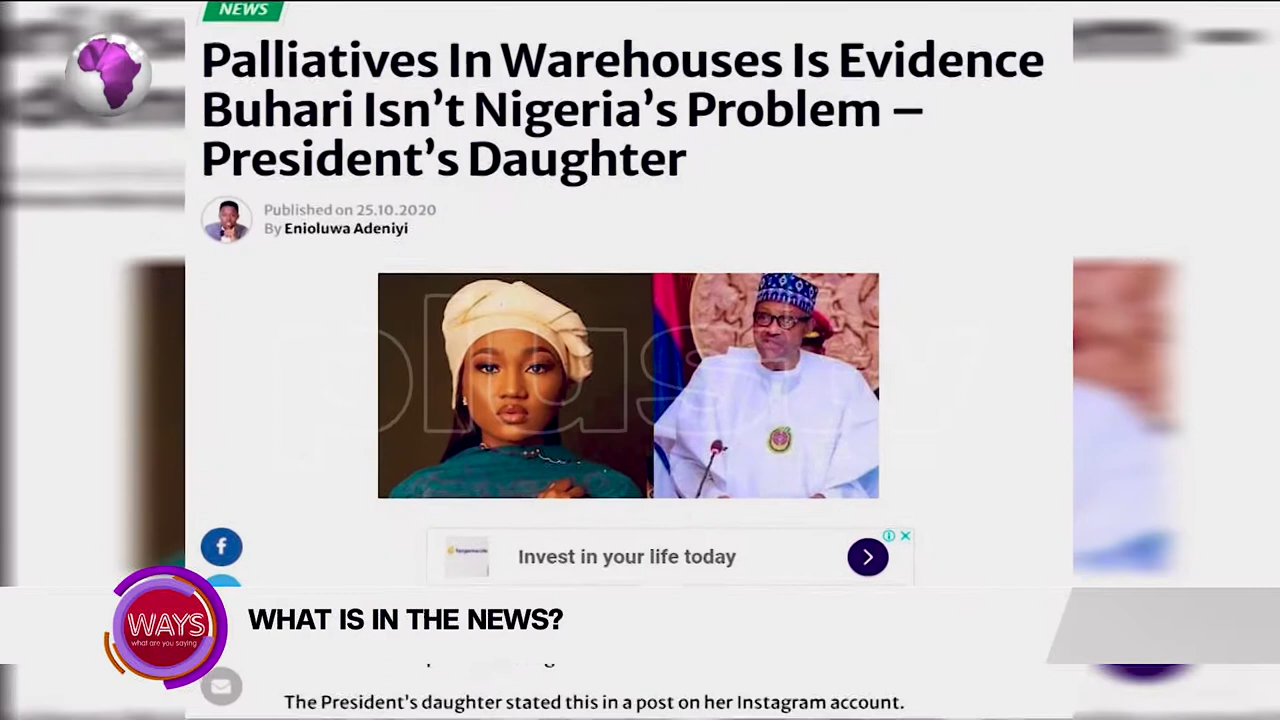 NEWS
Palliatives In Warehouses Is Evidence
Buhari Isn't Nigeria's Problem –
President's Daughter
Published on 25.10.2020
By Enioluwa Adeniyi
plus
Invest in your life today
WAYS
what are you saying
WHAT IS IN THE NEWS?
The President's daughter stated this in a post on her Instagram account.